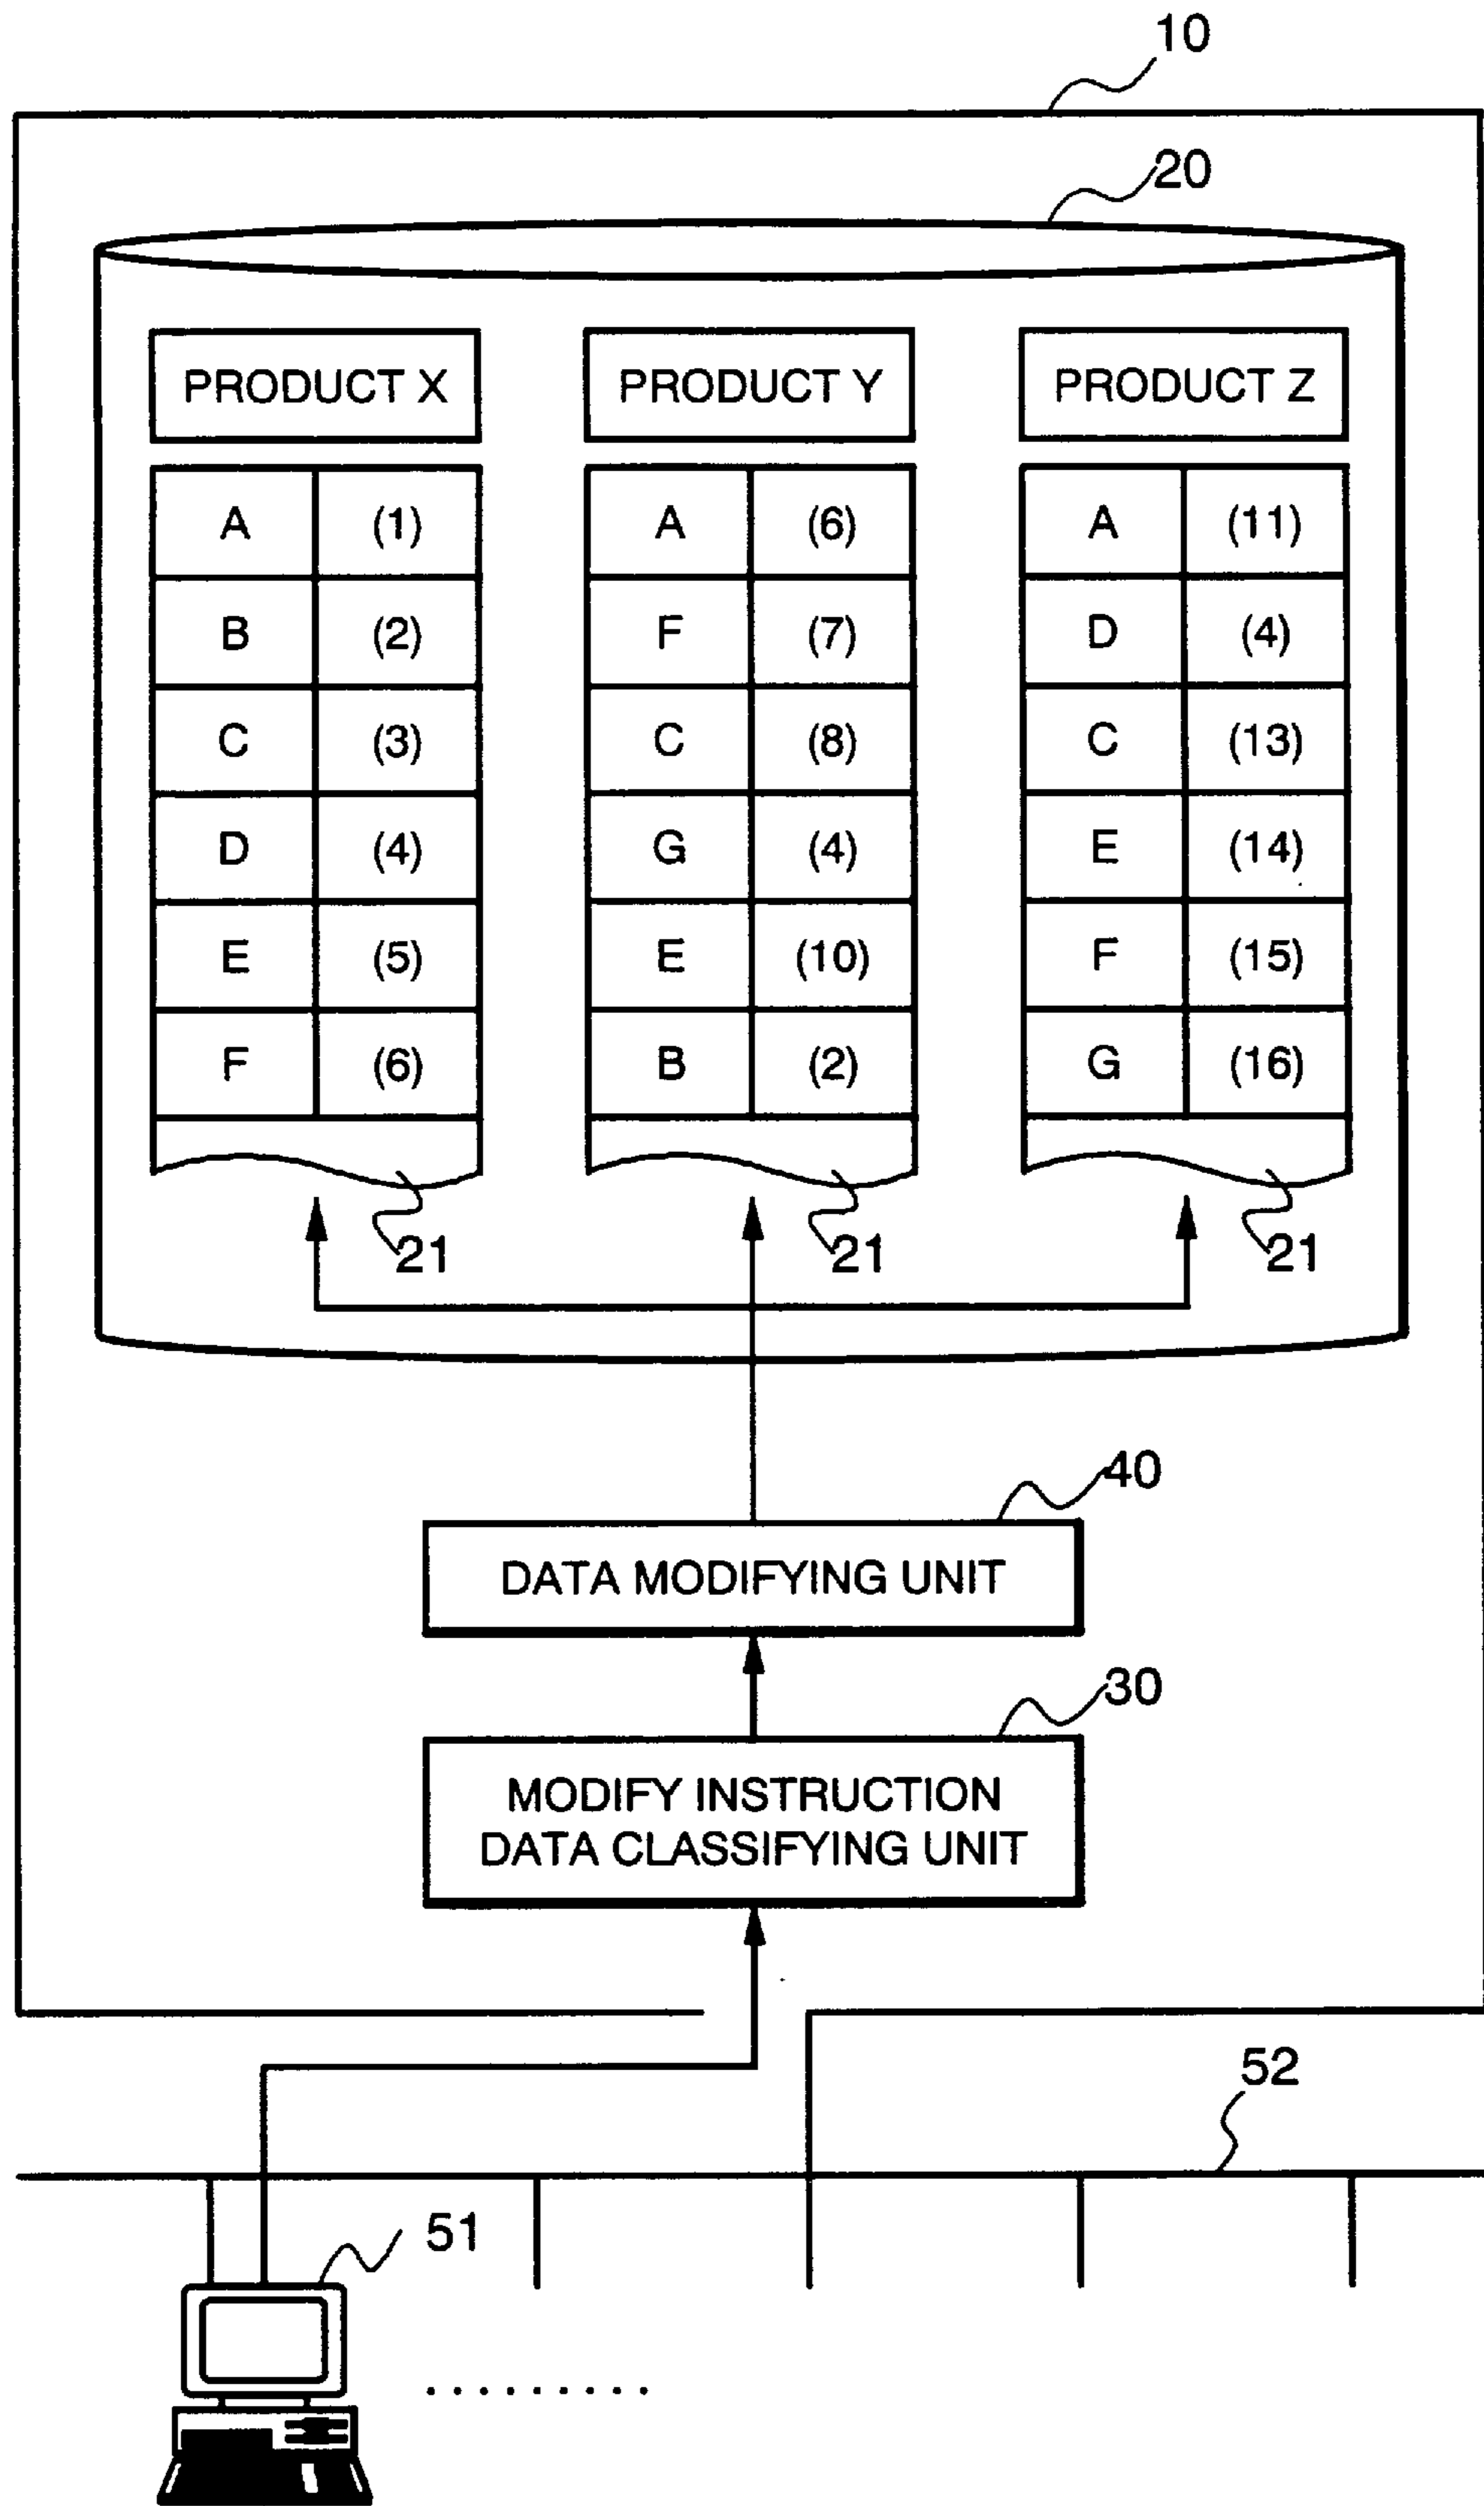 10
20
PRODUCT X PRODUCT Y PRODUCT Z
A (1) A (6) A (11)
B (2) F (7) D (4)
C (3) C (8) C (13)
D (4) G (4) E (14)
E (5) E (10) F (15)
F (6) B (2) G (16)
21 21 21
40
DATA MODIFYING UNIT
30
MODIFY INSTRUCTION
DATA CLASSIFYING UNIT
52
51
.........